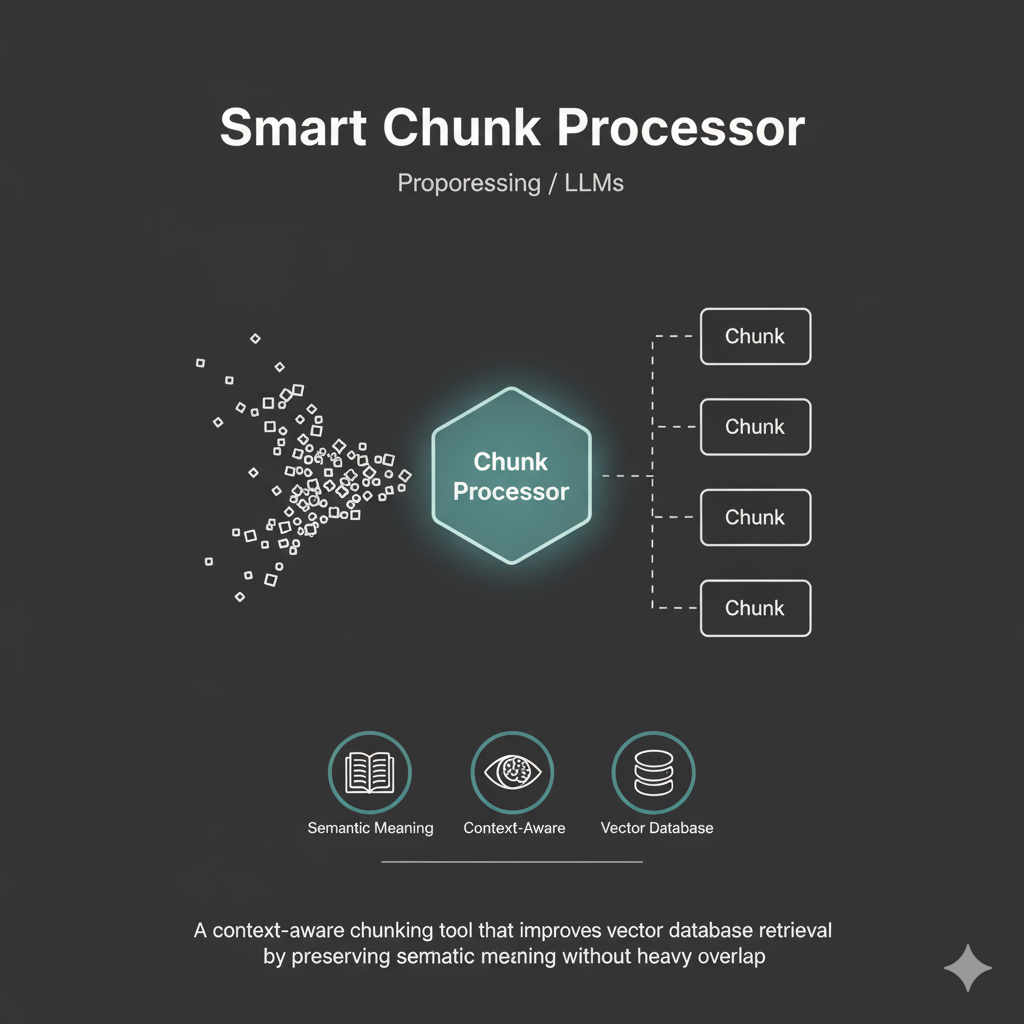 Smart Chunk Processor
Proporessing / LLMs
Chunk
Processor
Chunk
Chunk
Chunk
Chunk
Semantic Meaning
Context-Aware
Vector Database
A context-aware chunking tool that improves vector database retrieval
by preserving sematic meaning without heavy overlap